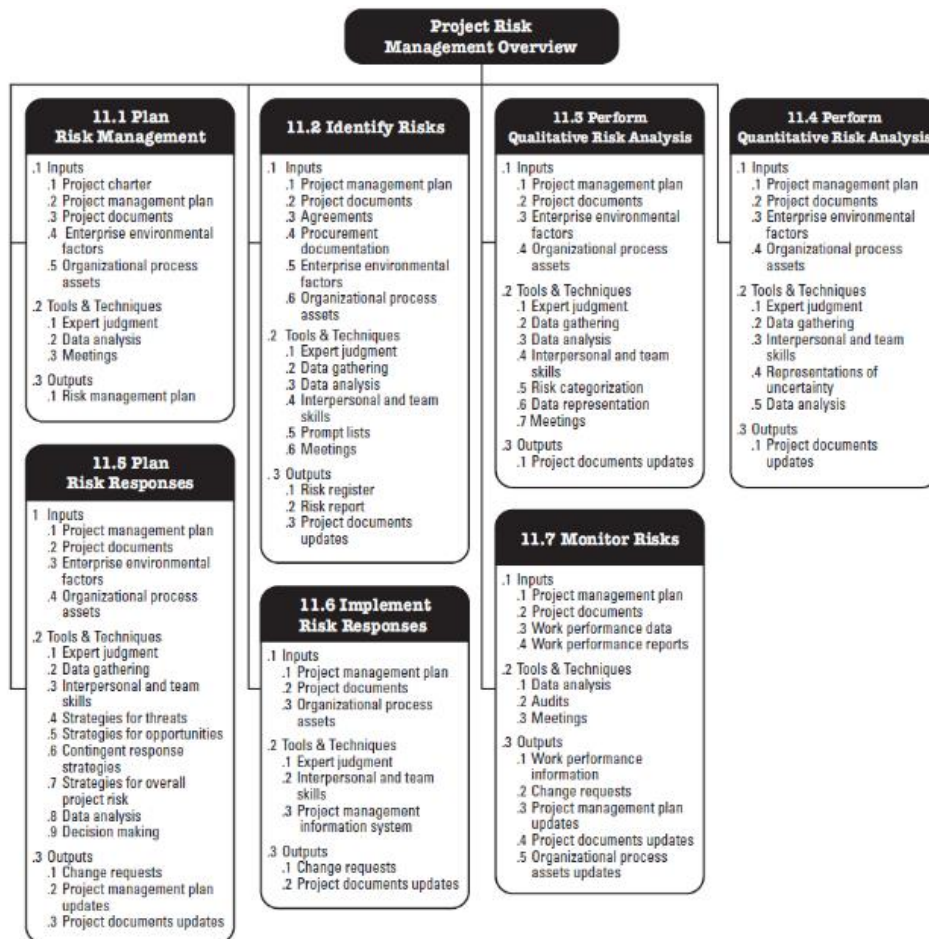 Project Risk
Management Overview
11.1 Plan
Risk Management
.1 Inputs
.1 Project charter
.2 Project management plan
.3 Project documents
.4 Enterprise environmental
factors
.5 Organizational process
assets
.2 Tools & Techniques
.1 Expert judgment
.2 Data analysis
.3 Meetings
.3 Outputs
.1 Risk management plan
11.2 Identify Risks
.1 Inputs
.1 Project management plan
.2 Project documents
.3 Agreements
.4 Procurement
documentation
.5 Enterprise environmental
factors
.6 Organizational process
assets
.2 Tools & Techniques
.1 Expert judgment
.2 Data gathering
.3 Data analysis
.4 Interpersonal and team
skills
.5 Prompt lists
.6 Meetings
.3 Outputs
.1 Risk register
.2 Risk report
.3 Project documents
updates
11.3 Perform
Qualitative Risk Analysis
.1 Inputs
.1 Project management plan
.2 Project documents
.3 Enterprise environmental
factors
.4 Organizational process
assets
.2 Tools & Techniques
.1 Expert judgment
.2 Data gathering
.3 Data analysis
.4 Interpersonal and team
skills
.5 Risk categorization
.6 Data representation
.7 Meetings
.3 Outputs
.1 Project documents updates
11.4 Perform
Quantitative Risk Analysis
.1 Inputs
.1 Project management plan
.2 Project documents
.3 Enterprise environmental
factors
.4 Organizational process
assets
.2 Tools & Techniques
.1 Expert judgment
.2 Data gathering
.3 Interpersonal and team
skills
.4 Representations of
uncertainty
.5 Data analysis
.3 Outputs
.1 Project documents
updates
11.5 Plan
Risk Responses
1 Inputs
.1 Project management plan
.2 Project documents
.3 Enterprise environmental
factors
.4 Organizational process
assets
.2 Tools & Techniques
.1 Expert judgment
.2 Data gathering
.3 Interpersonal and team
skills
.4 Strategies for threats
.5 Strategies for opportunities
.6 Contingent response
strategies
.7 Strategies for overall
project risk
.8 Data analysis
.9 Decision making
.3 Outputs
.1 Change requests
.2 Project management plan
updates
.3 Project documents updates
11.6 Implement
Risk Responses
.1 Inputs
.1 Project management plan
.2 Project documents
.3 Organizational process
assets
.2 Tools & Techniques
.1 Expert judgment
.2 Interpersonal and team
skills
.3 Project management
information system
.3 Outputs
.1 Change requests
.2 Project documents updates
11.7 Monitor Risks
.1 Inputs
.1 Project management plan
.2 Project documents
.3 Work performance data
.4 Work performance reports
.2 Tools & Techniques
.1 Data analysis
.2 Audits
.3 Meetings
.3 Outputs
.1 Work performance
information
.2 Change requests
.3 Project management plan
updates
.4 Project documents updates
.5 Organizational process
assets updates